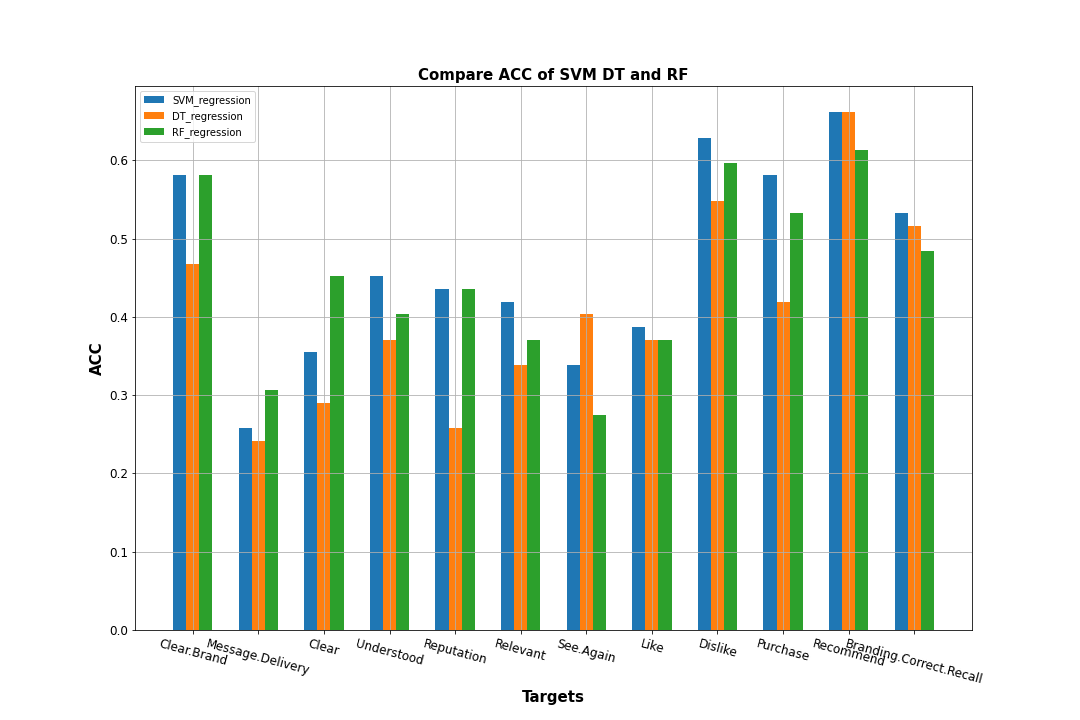 Compare ACC of SVM DT and RF
SVM_regression
DT_regression
RF_regression
0.6
0.5
0.4
0.3
0.2
0.1
0.0
ACC
Clear.Brand
Message.Delivery
Clear
Understood
Reputation
Relevant
See.Again
Like
Dislike
Purchase
Recommend
Branding.Correct.Recall
Targets